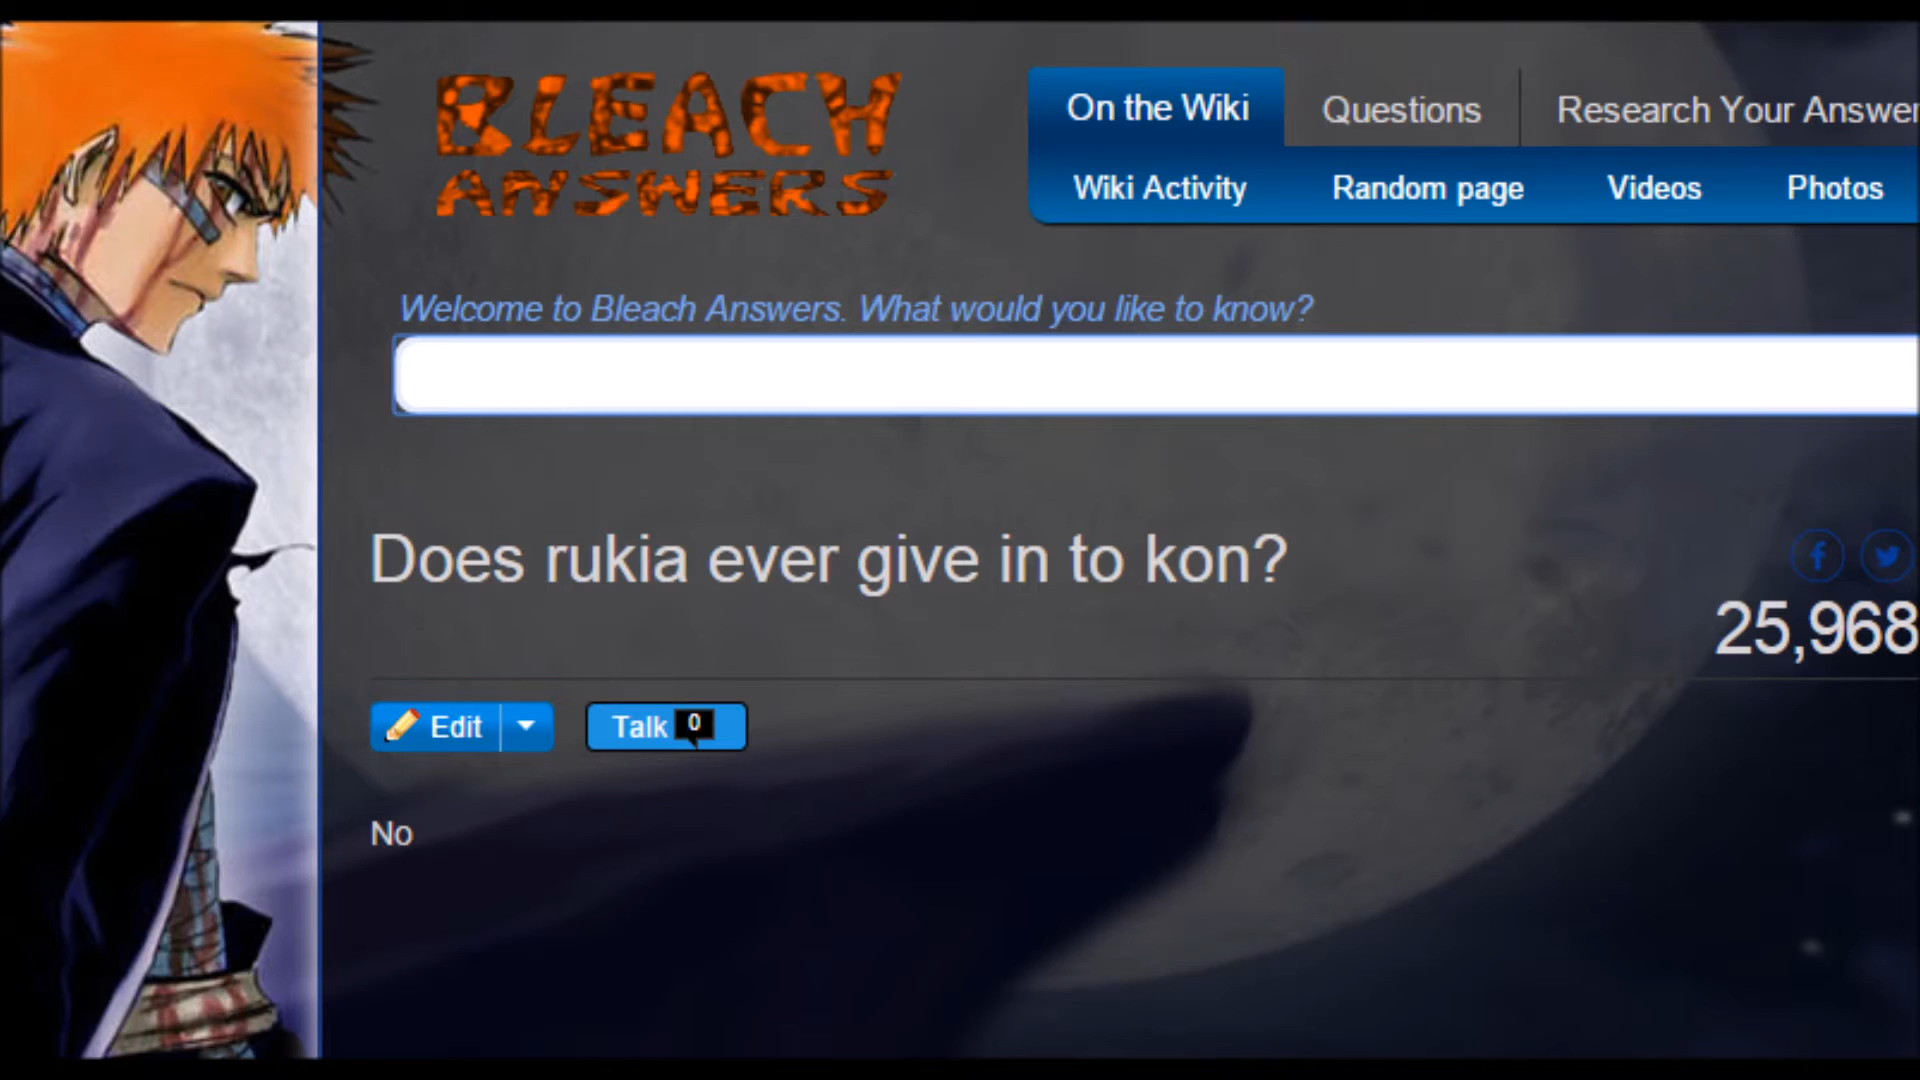 BLEACH
ANSWERS
On the Wiki
Questions
Research Your Answer
Wiki Activity
Random page
Videos
Photos
Welcome to Bleach Answers. What would you like to know?
Does rukia ever give in to kon?
25,968
Edit
Talk 0
No